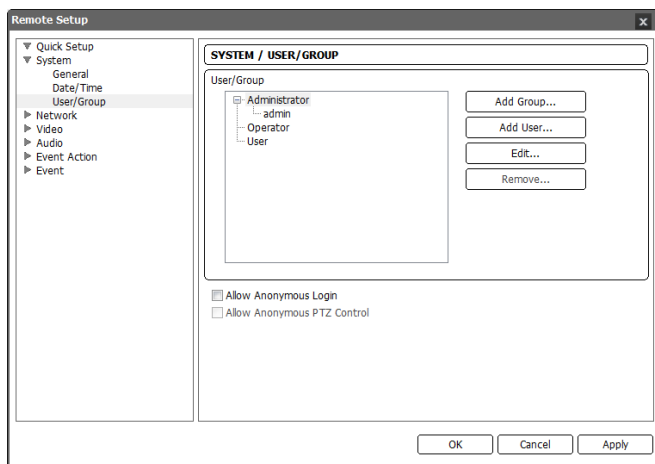 Remote Setup
Quick Setup
System
General
Date/Time
User/Group
Network
Video
Audio
Event Action
Event
SYSTEM / USER/GROUP
User/Group
Administrator
admin
Operator
User
Add Group...
Add User...
Edit...
Remove...
Allow Anonymous Login
Allow Anonymous PTZ Control
OK
Cancel
Apply